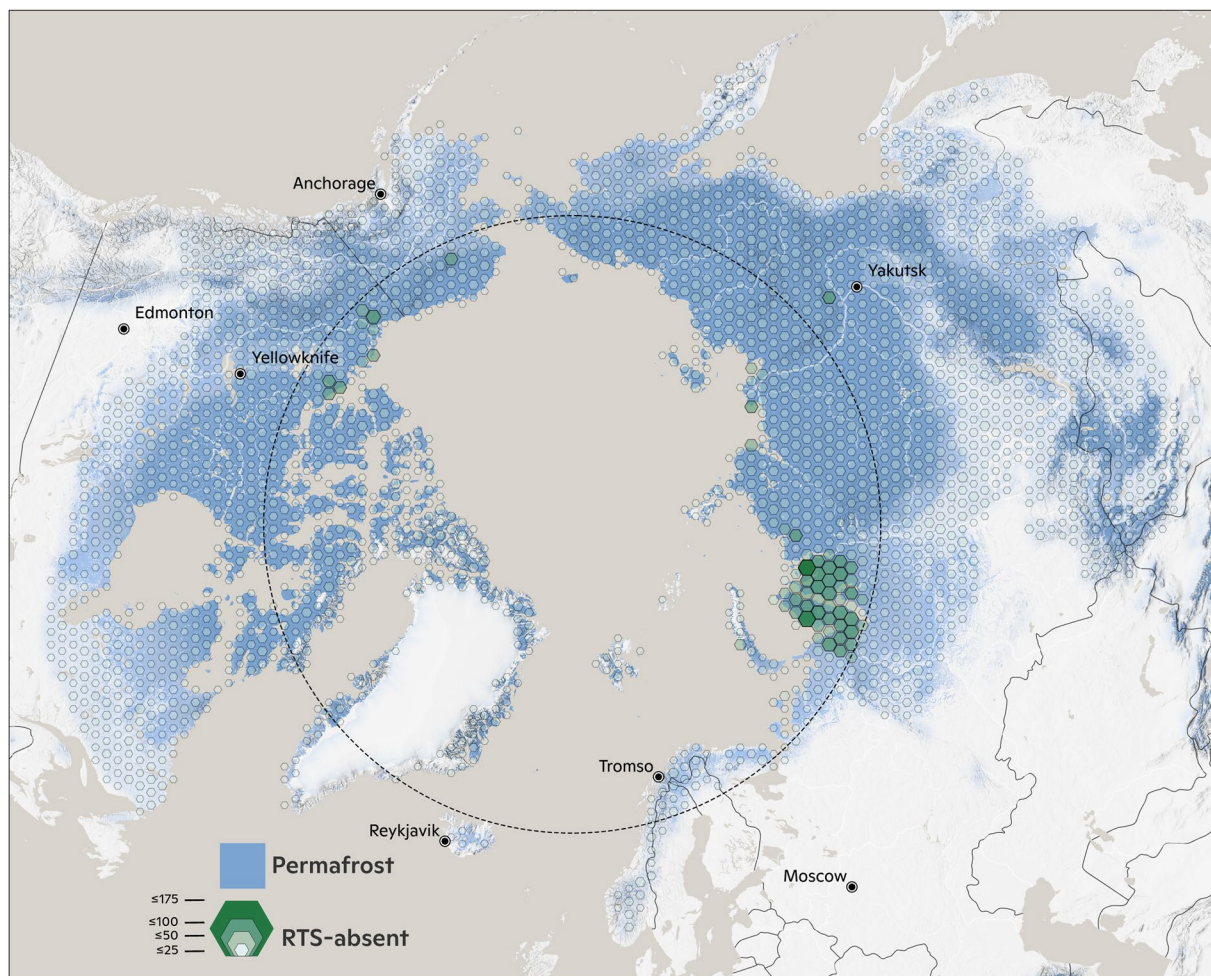 Anchorage
Yakutsk
Edmonton
Yellowknife
Tromso
Reykjavik
Moscow
Permafrost
≤175
≤100
≤50
≤25
RTS-absent